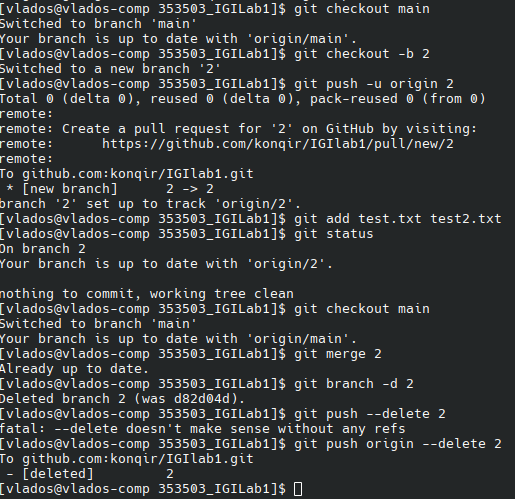 [vlados@vlados-comp 353503_IGILab1]$ git checkout main
Switched to branch 'main'
Your branch is up to date with 'origin/main'.
[vlados@vlados-comp 353503_IGILab1]$ git checkout -b 2
Switched to a new branch '2'
[vlados@vlados-comp 353503_IGILab1]$ git push -u origin 2
Total 0 (delta 0), reused 0 (delta 0), pack-reused 0 (from 0)
remote:
remote: Create a pull request for '2' on GitHub by visiting:
remote:      https://github.com/konqir/IGIlab1/pull/new/2
remote:
To github.com:konqir/IGIlab1.git
 * [new branch]      2 -> 2
branch '2' set up to track 'origin/2'.
[vlados@vlados-comp 353503_IGILab1]$ git add test.txt test2.txt
[vlados@vlados-comp 353503_IGILab1]$ git status
On branch 2
Your branch is up to date with 'origin/2'.

nothing to commit, working tree clean
[vlados@vlados-comp 353503_IGILab1]$ git checkout main
Switched to branch 'main'
Your branch is up to date with 'origin/main'.
[vlados@vlados-comp 353503_IGILab1]$ git merge 2
Already up to date.
[vlados@vlados-comp 353503_IGILab1]$ git branch -d 2
Deleted branch 2 (was d82d04d).
[vlados@vlados-comp 353503_IGILab1]$ git push --delete 2
fatal: --delete doesn't make sense without any refs
[vlados@vlados-comp 353503_IGILab1]$ git push origin --delete 2
To github.com:konqir/IGIlab1.git
 - [deleted]         2
[vlados@vlados-comp 353503_IGILab1]$